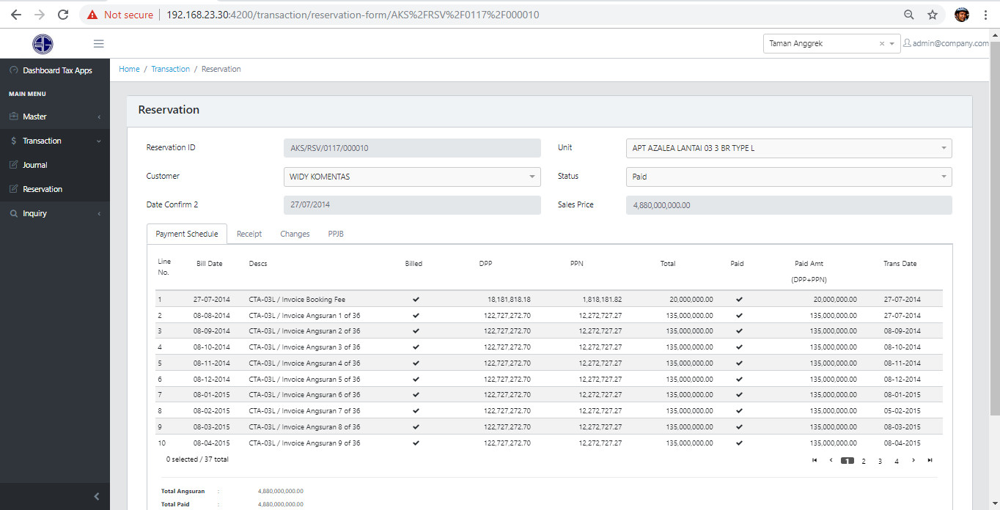 Not secure | 192.168.23.30:4200/transaction/reservation-form/AKS%2FRSV%2F0117%2F000010
Taman Anggrek × admin@company.com
Dashboard Tax Apps
MAIN MENU
Master
Transaction
Journal
Reservation
Inquiry
Home / Transaction / Reservation
Reservation
Reservation ID AKS/RSV/0117/000010 Unit APT AZALEA LANTAI 03 3 BR TYPE L
Customer WIDY KOMENTAS Status Paid
Date Confirm 2 27/07/2014 Sales Price 4,880,000,000.00
Payment Schedule Receipt Changes PPJB
Line No. Bill Date Descs Billed DPP PPN Total Paid Paid Amt (DPP+PPN) Trans Date
1 27-07-2014 CTA-03L / Invoice Booking Fee ✔ 18,181,818.18 1,818,181.82 20,000,000.00 ✔ 20,000,000.00 27-07-2014
2 08-08-2014 CTA-03L / Invoice Angsuran 1 of 36 ✔ 122,727,272.70 12,272,727.27 135,000,000.00 ✔ 135,000,000.00 27-07-2014
3 08-09-2014 CTA-03L / Invoice Angsuran 2 of 36 ✔ 122,727,272.70 12,272,727.27 135,000,000.00 ✔ 135,000,000.00 08-09-2014
4 08-10-2014 CTA-03L / Invoice Angsuran 3 of 36 ✔ 122,727,272.70 12,272,727.27 135,000,000.00 ✔ 135,000,000.00 08-10-2014
5 08-11-2014 CTA-03L / Invoice Angsuran 4 of 36 ✔ 122,727,272.70 12,272,727.27 135,000,000.00 ✔ 135,000,000.00 08-11-2014
6 08-12-2014 CTA-03L / Invoice Angsuran 5 of 36 ✔ 122,727,272.70 12,272,727.27 135,000,000.00 ✔ 135,000,000.00 08-12-2014
7 08-01-2015 CTA-03L / Invoice Angsuran 6 of 36 ✔ 122,727,272.70 12,272,727.27 135,000,000.00 ✔ 135,000,000.00 08-01-2015
8 08-02-2015 CTA-03L / Invoice Angsuran 7 of 36 ✔ 122,727,272.70 12,272,727.27 135,000,000.00 ✔ 135,000,000.00 05-02-2015
9 08-03-2015 CTA-03L / Invoice Angsuran 8 of 36 ✔ 122,727,272.70 12,272,727.27 135,000,000.00 ✔ 135,000,000.00 08-03-2015
10 08-04-2015 CTA-03L / Invoice Angsuran 9 of 36 ✔ 122,727,272.70 12,272,727.27 135,000,000.00 ✔ 135,000,000.00 08-04-2015
0 selected / 37 total 1 2 3 4
Total Angsuran : 4,880,000,000.00
Total Paid : 4,880,000,000.00